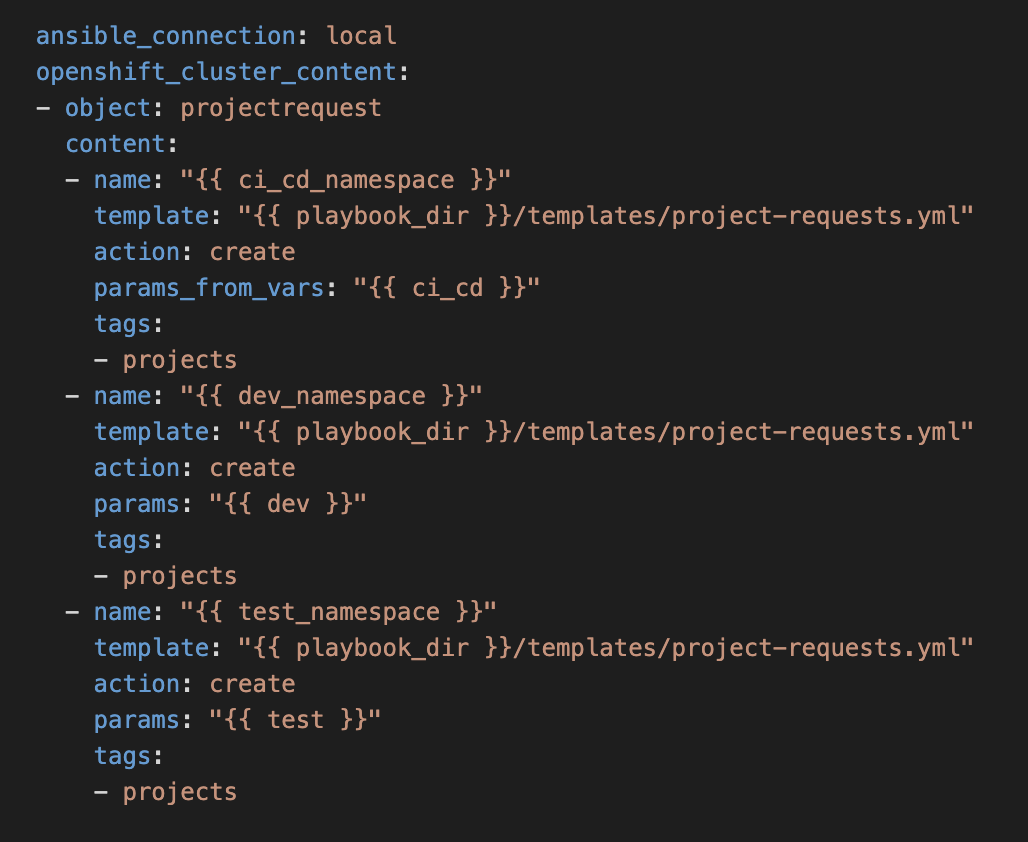 ansible_connection: local
openshift_cluster_content:
- object: projectrequest
  content:
  - name: "{{ ci_cd_namespace }}"
    template: "{{ playbook_dir }}/templates/project-requests.yml"
    action: create
    params_from_vars: "{{ ci_cd }}"
    tags:
    - projects
  - name: "{{ dev_namespace }}"
    template: "{{ playbook_dir }}/templates/project-requests.yml"
    action: create
    params: "{{ dev }}"
    tags:
    - projects
  - name: "{{ test_namespace }}"
    template: "{{ playbook_dir }}/templates/project-requests.yml"
    action: create
    params: "{{ test }}"
    tags:
    - projects